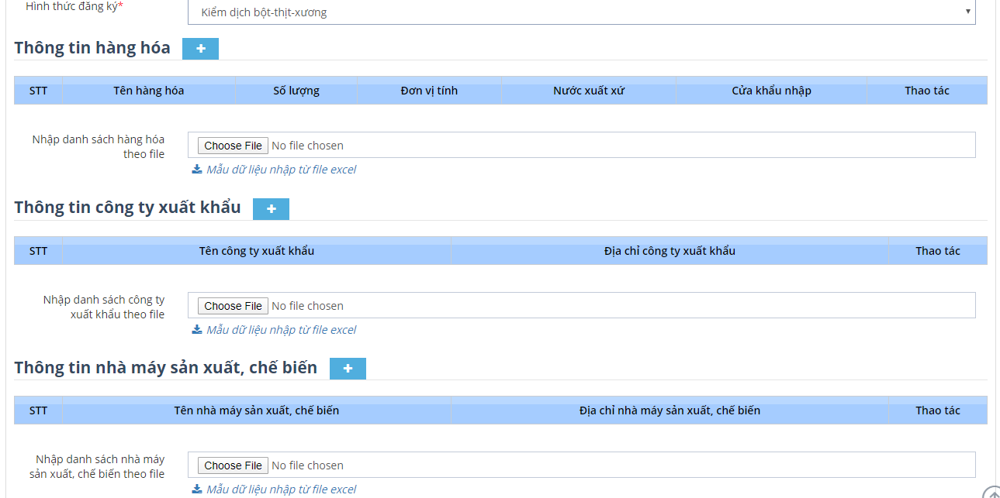 Hình thức đăng ký*
Kiểm dịch bột-thịt-xương
Thông tin hàng hóa +
STT Tên hàng hóa Số lượng Đơn vị tính Nước xuất xứ Cửa khẩu nhập Thao tác
Nhập danh sách hàng hóa
theo file
Choose File No file chosen
Mẫu dữ liệu nhập từ file excel
Thông tin công ty xuất khẩu +
STT Tên công ty xuất khẩu Địa chỉ công ty xuất khẩu Thao tác
Nhập danh sách công ty
xuất khẩu theo file
Choose File No file chosen
Mẫu dữ liệu nhập từ file excel
Thông tin nhà máy sản xuất, chế biến +
STT Tên nhà máy sản xuất, chế biến Địa chỉ nhà máy sản xuất, chế biến Thao tác
Nhập danh sách nhà máy
sản xuất, chế biến theo file
Choose File No file chosen
Mẫu dữ liệu nhập từ file excel